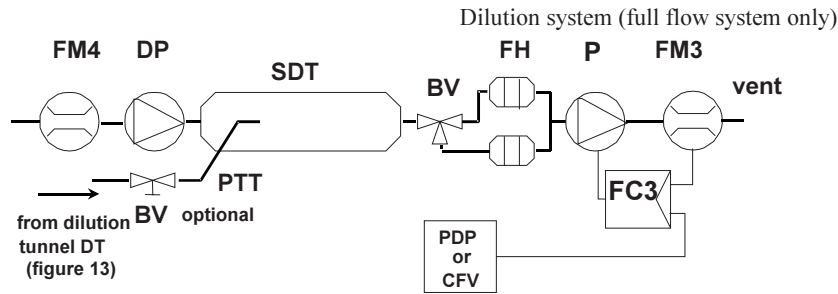 Dilution system (full flow system only)
FM4
DP
SDT
BV
FH
P
FM3
vent
PTT
BV optional
FC3
from dilution
tunnel DT
(figure 13)
PDP
or
CFV